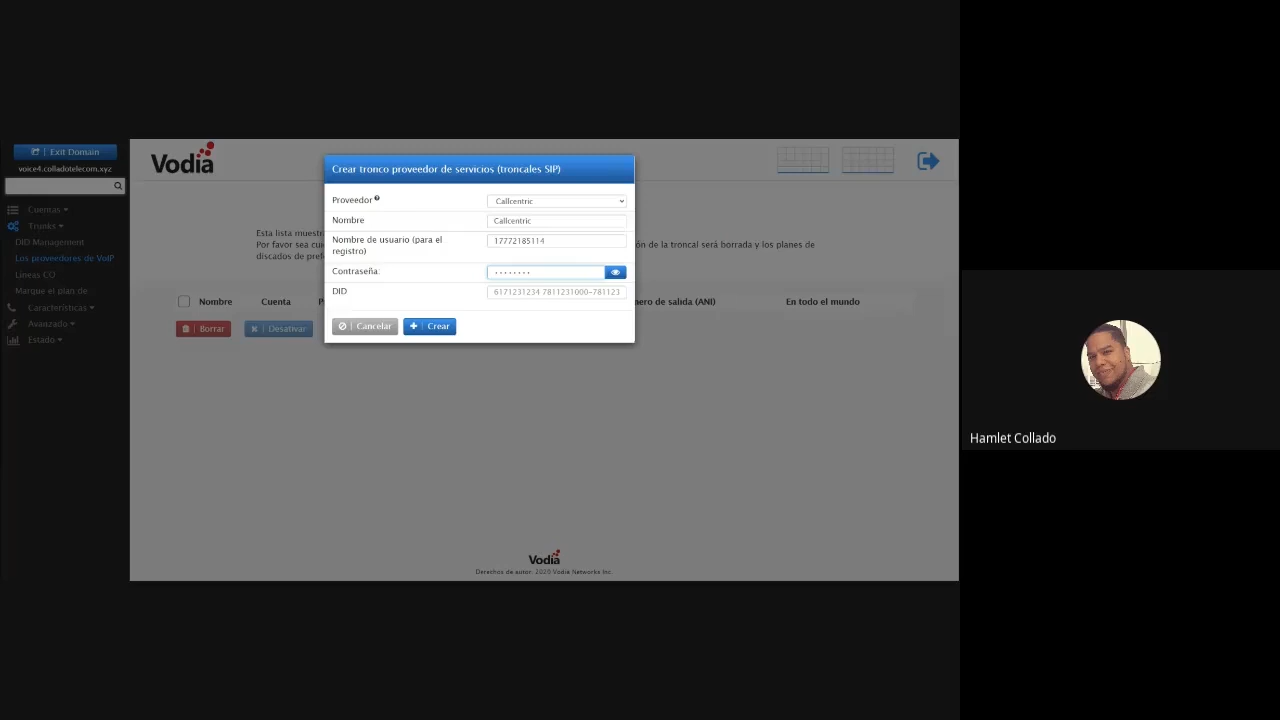 Exit Domain
voice4.colladotelecom.xyz
Cuentas
Trunks
DID Management
Los proveedores de VoIP
Líneas CO
Marque el plan de
Características
Avanzado
Estado
Vodia
Esta lista muestr
Por favor sea cue
discados de pref
ón de la troncal será borrada y los planes de
Nombre
Cuenta
P
ero de salida (ANI)
En todo el mundo
Borrar
Desativar
Crear tronco proveedor de servicios (troncales SIP)
Proveedor
Callcentric
Nombre
Callcentric
Nombre de usuario (para el
registro)
17772185114
Contraseña:
DID
6171231234 7811231000-781123
Cancelar
Crear
Vodia
Derechos de autor: 2020 Vodia Networks Inc.
Hamlet Collado